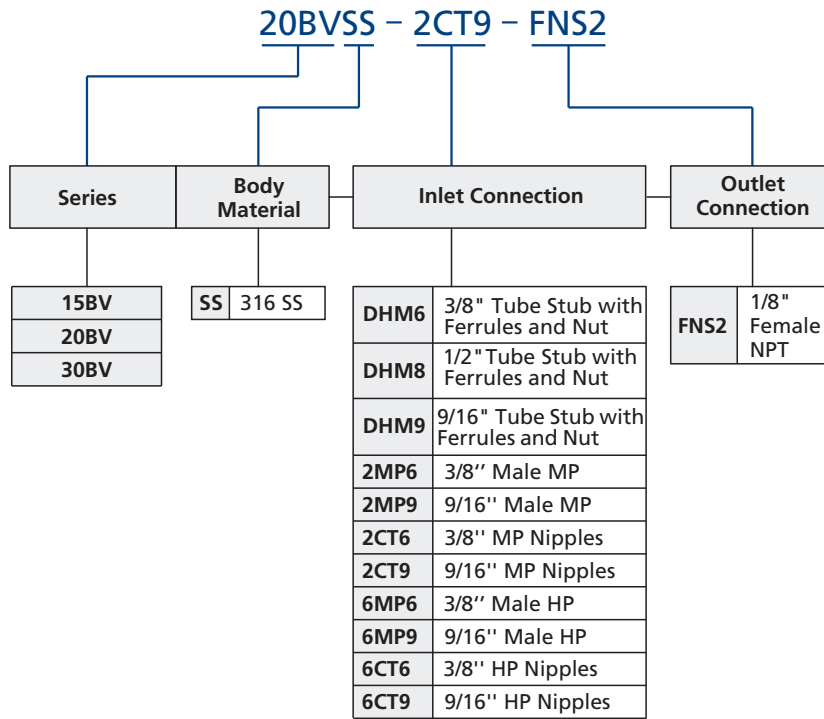 20BVSS – 2CT9 – FNS2
Series
Body
Material
Inlet Connection
Outlet
Connection
15BV
20BV
30BV
SS 316 SS
DHM6 3/8" Tube Stub with
Ferrules and Nut
DHM8 1/2" Tube Stub with
Ferrules and Nut
DHM9 9/16" Tube Stub with
Ferrules and Nut
2MP6 3/8’’ Male MP
2MP9 9/16'' Male MP
2CT6 3/8'' MP Nipples
2CT9 9/16'' MP Nipples
6MP6 3/8’’ Male HP
6MP9 9/16'' Male HP
6CT6 3/8'' HP Nipples
6CT9 9/16'' HP Nipples
FNS2 1/8"
Female
NPT